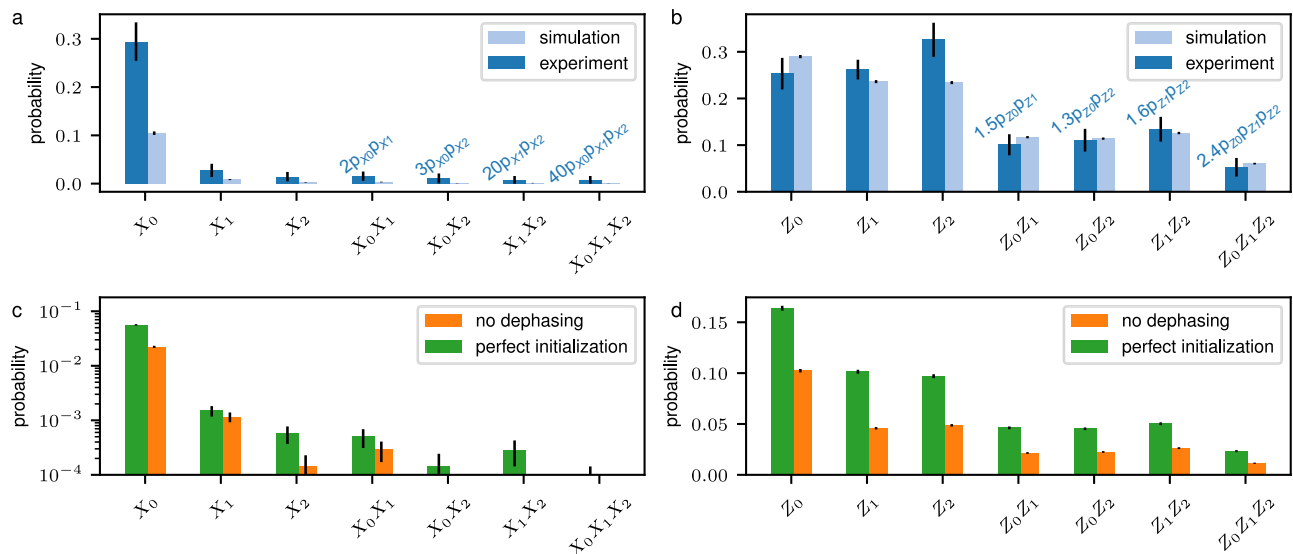 a
0.3
0.2
0.1
0.0
probability
simulation
experiment
2p_{X0}p_{X1}
3p_{X0}p_{X2}
20p_{X1}p_{X2}
40p_{X0}p_{X1}p_{X2}
X_0
X_1
X_2
X_0X_1
X_0X_2
X_1X_2
X_0X_1X_2
b
0.3
0.2
0.1
0.0
probability
simulation
experiment
1.5p_{Z0}p_{Z1}
1.3p_{Z0}p_{Z2}
1.6p_{Z1}p_{Z2}
2.4p_{Z0}p_{Z1}p_{Z2}
Z_0
Z_1
Z_2
Z_0Z_1
Z_0Z_2
Z_1Z_2
Z_0Z_1Z_2
c
10^{-1}
10^{-2}
10^{-3}
10^{-4}
probability
no dephasing
perfect initialization
X_0
X_1
X_2
X_0X_1
X_0X_2
X_1X_2
X_0X_1X_2
d
0.15
0.10
0.05
0.00
probability
no dephasing
perfect initialization
Z_0
Z_1
Z_2
Z_0Z_1
Z_0Z_2
Z_1Z_2
Z_0Z_1Z_2